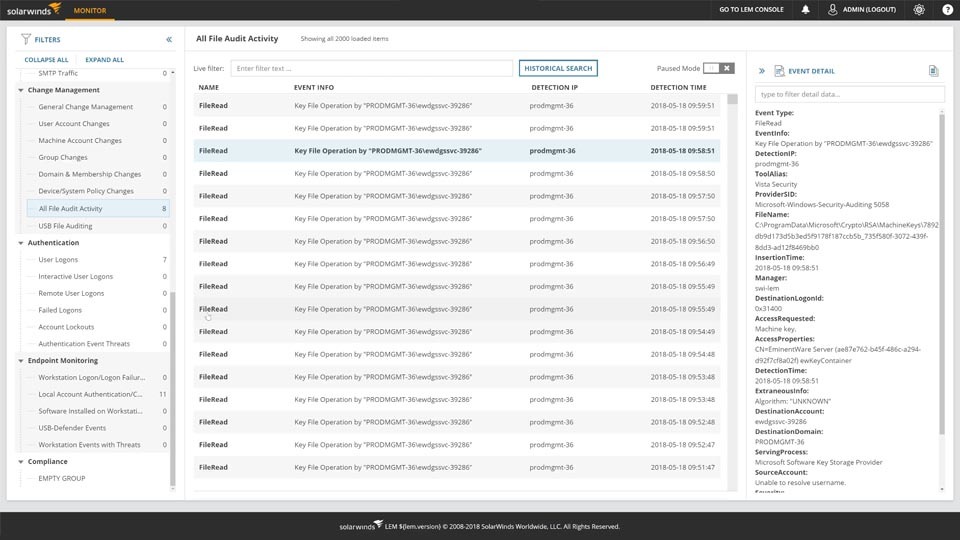 solarwinds
MONITOR
GO TO LEM CONSOLE
ADMIN (LOGOUT)
FILTERS
COLLAPSE ALL EXPAND ALL
SMTP Traffic 0
Change Management
General Change Management 0
User Account Changes 0
Machine Account Changes 0
Group Changes 0
Domain & Membership Changes 0
Device/System Policy Changes 0
All File Audit Activity 8
USB File Auditing 0
Authentication
User Logons 7
Interactive User Logons 0
Remote User Logons 0
Failed Logons 0
Account Lockouts 0
Authentication Event Threats 0
Endpoint Monitoring
Workstation Logon/Logon Failur... 0
Local Account Authentication/C... 11
Software Installed on Workstati... 0
USB-Defender Events 0
Workstation Events with Threats 0
Compliance
EMPTY GROUP
All File Audit Activity Showing all 2000 loaded items
Live filter: Enter filter text ... HISTORICAL SEARCH Paused Mode
NAME EVENT INFO DETECTION IP DETECTION TIME
FileRead Key File Operation by "PRODMGMT-36\ewdgssvc-39286" prodmgmt-36 2018-05-18 09:59:51
FileRead Key File Operation by "PRODMGMT-36\ewdgssvc-39286" prodmgmt-36 2018-05-18 09:59:51
FileRead Key File Operation by "PRODMGMT-36\ewdgssvc-39286" prodmgmt-36 2018-05-18 09:58:51
FileRead Key File Operation by "PRODMGMT-36\ewdgssvc-39286" prodmgmt-36 2018-05-18 09:58:50
FileRead Key File Operation by "PRODMGMT-36\ewdgssvc-39286" prodmgmt-36 2018-05-18 09:57:50
FileRead Key File Operation by "PRODMGMT-36\ewdgssvc-39286" prodmgmt-36 2018-05-18 09:57:50
FileRead Key File Operation by "PRODMGMT-36\ewdgssvc-39286" prodmgmt-36 2018-05-18 09:56:50
FileRead Key File Operation by "PRODMGMT-36\ewdgssvc-39286" prodmgmt-36 2018-05-18 09:56:49
FileRead Key File Operation by "PRODMGMT-36\ewdgssvc-39286" prodmgmt-36 2018-05-18 09:55:49
FileRead Key File Operation by "PRODMGMT-36\ewdgssvc-39286" prodmgmt-36 2018-05-18 09:55:49
FileRead Key File Operation by "PRODMGMT-36\ewdgssvc-39286" prodmgmt-36 2018-05-18 09:54:49
FileRead Key File Operation by "PRODMGMT-36\ewdgssvc-39286" prodmgmt-36 2018-05-18 09:54:48
FileRead Key File Operation by "PRODMGMT-36\ewdgssvc-39286" prodmgmt-36 2018-05-18 09:53:48
FileRead Key File Operation by "PRODMGMT-36\ewdgssvc-39286" prodmgmt-36 2018-05-18 09:53:48
FileRead Key File Operation by "PRODMGMT-36\ewdgssvc-39286" prodmgmt-36 2018-05-18 09:52:48
FileRead Key File Operation by "PRODMGMT-36\ewdgssvc-39286" prodmgmt-36 2018-05-18 09:52:47
FileRead Key File Operation by "PRODMGMT-36\ewdgssvc-39286" prodmgmt-36 2018-05-18 09:51:47
EVENT DETAIL
type to filter detail data...
Event Type:
FileRead
EventInfo:
Key File Operation by "PRODMGMT-36\ewdgssvc-39286"
DetectionIP:
prodmgmt-36
ToolAlias:
Vista Security
ProviderSID:
Microsoft-Windows-Security-Auditing 5058
FileName:
C:\ProgramData\Microsoft\Crypto\RSA\MachineKeys\7892
db9d173d5b3ed5f9178f187ccb5b_735f580f-3072-439f-
8dd3-ad12f8469bb0
InsertionTime:
2018-05-18 09:58:51
Manager:
swi-lem
DestinationLogonId:
0x31400
AccessRequested:
Machine key.
AccessProperties:
CN=EminentWare Server (ae87e762-b45f-486c-a294-
d92f7cf8a02f) ewKeyContainer
DetectionTime:
2018-05-18 09:58:51
ExtraneousInfo:
Algorithm: "UNKNOWN"
DestinationAccount:
ewdgssvc-39286
DestinationDomain:
PRODMGMT-36
ServingProcess:
Microsoft Software Key Storage Provider
SourceAccount:
Unable to resolve username.
Severity:
solarwinds LEM ${lem.version} © 2008-2018 SolarWinds Worldwide, LLC. All Rights Reserved.